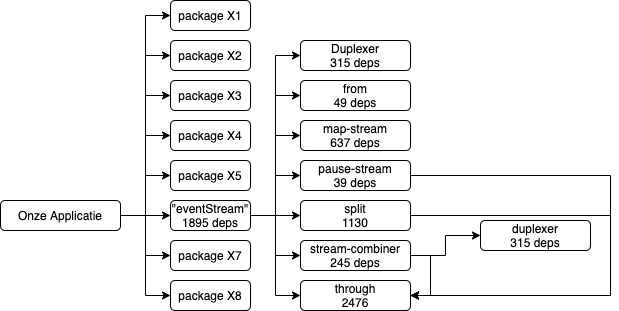 package X1
package X2
package X3
package X4
package X5
Onze Applicatie
"eventStream"
1895 deps
package X7
package X8
Duplexer
315 deps
from
49 deps
map-stream
637 deps
pause-stream
39 deps
split
1130
stream-combiner
245 deps
through
2476
duplexer
315 deps